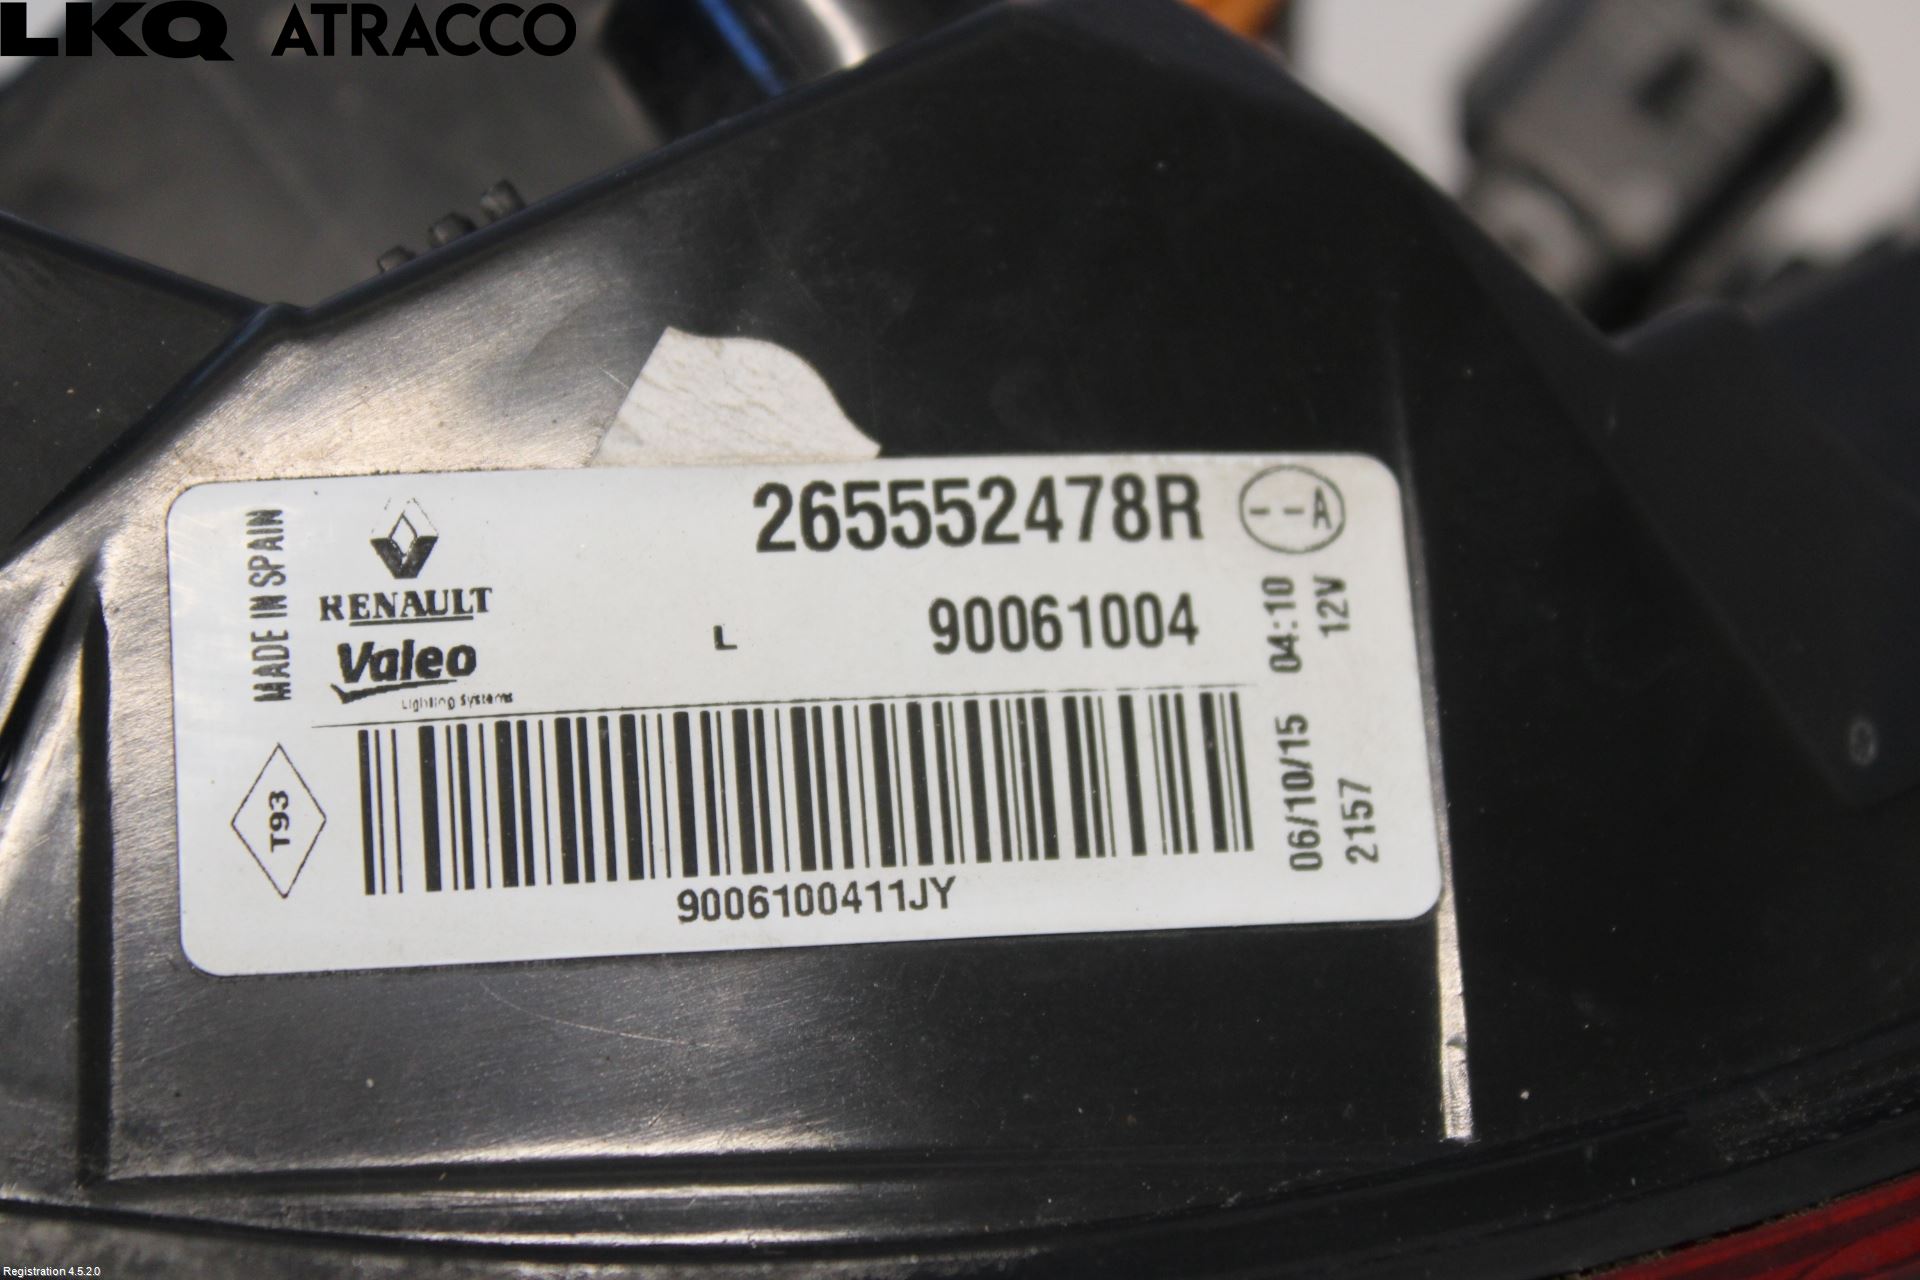 LKQ ATRACCO
265552478R
--A
MADE IN SPAIN
RENAULT
Valeo
Lighting Systems
L
90061004
T93
9006100411JY
06/10/15 04:10
2157 12V
Registration 4.5.2.0